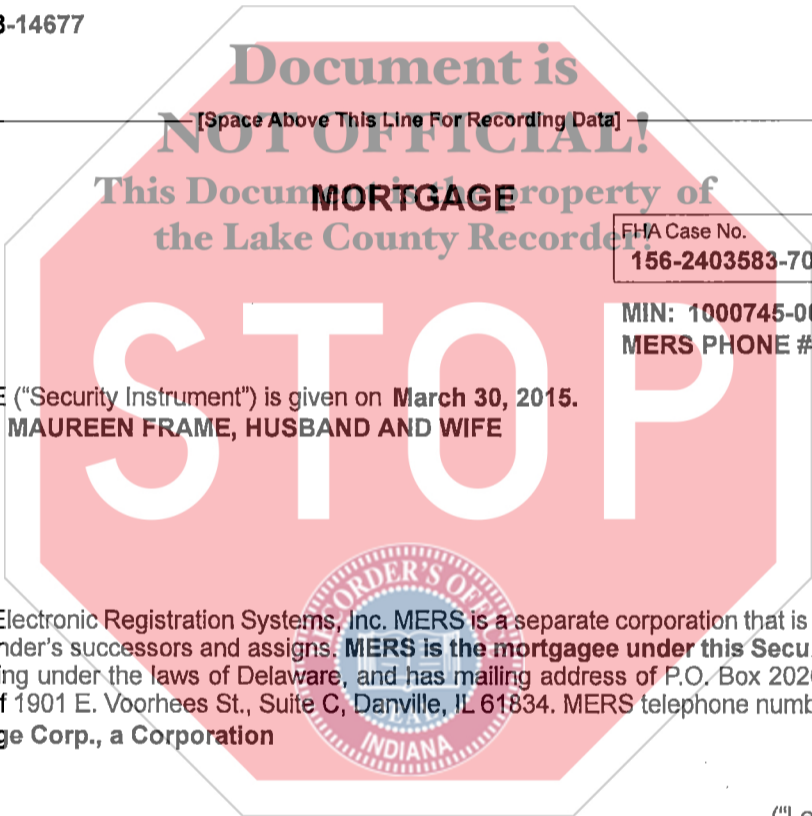 3-14677
Document is
[Space Above This Line For Recording Data]
NOT OFFICIAL!
This Document is the property of
MORTGAGE
the Lake County Recorder!
FHA Case No.
156-2403583-70
MIN: 1000745-00
MERS PHONE #
E (“Security Instrument”) is given on March 30, 2015.
MAUREEN FRAME, HUSBAND AND WIFE
STOP
RECORDER'S OFFICE
Electronic Registration Systems, Inc. MERS is a separate corporation that is
nder's successors and assigns. MERS is the mortgagee under this Secu
ing under the laws of Delaware, and has mailing address of P.O. Box 202
f 1901 E. Voorhees St., Suite C, Danville, IL 61834. MERS telephone numb
SEAL
ge Corp., a Corporation
INDIANA